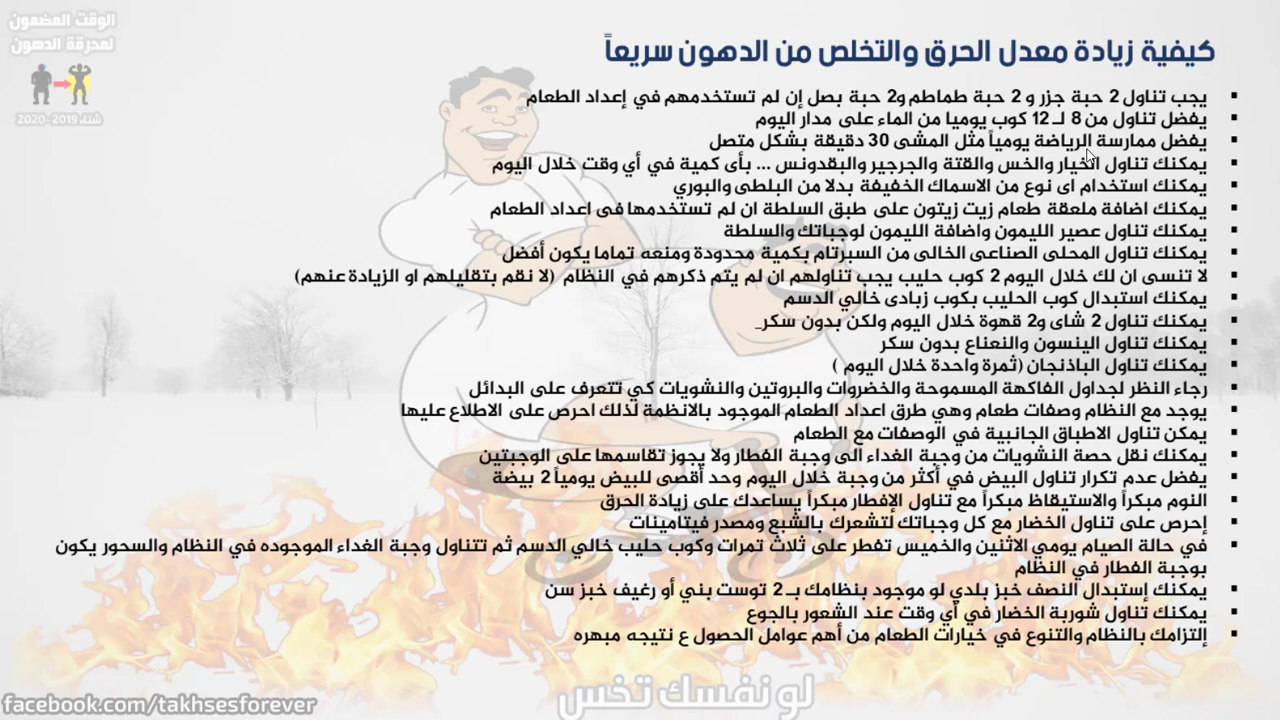 الوقت المضمون
لمحرقة الدهون
شتاء 2019-2020
كيفية زيادة معدل الحرق والتخلص من الدهون سريعاً
▪ يجب تناول 2 حبة جزر و 2 حبة طماطم و2 حبة بصل إن لم تستخدمهم في إعداد الطعام
▪ يفضل تناول من 8 لـ 12 كوب يوميا من الماء على مدار اليوم
▪ يفضل ممارسة الرياضة يومياً مثل المشى 30 دقيقة بشكل متصل
▪ يمكنك تناول الخيار والخس والقتة والجرجير والبقدونس ... بأى كمية في أي وقت خلال اليوم
▪ يمكنك استخدام اى نوع من الاسماك الخفيفة بدلا من البلطى والبوري
▪ يمكنك اضافة ملعقة طعام زيت زيتون على طبق السلطة ان لم تستخدمها فى اعداد الطعام
▪ يمكنك تناول عصير الليمون واضافة الليمون لوجباتك والسلطة
▪ يمكنك تناول المحلى الصناعى الخالى من السبرتام بكمية محدودة ومنعه تماما يكون أفضل
▪ لا تنسى ان لك خلال اليوم 2 كوب حليب يجب تناولهم ان لم يتم ذكرهم في النظام (لا نقم بتقليلهم او الزيادة عنهم)
▪ يمكنك استبدال كوب الحليب بكوب زبادى خالي الدسم
▪ يمكنك تناول 2 شاى و2 قهوة خلال اليوم ولكن بدون سكر_
▪ يمكنك تناول الينسون والنعناع بدون سكر
▪ يمكنك تناول الباذنجان (ثمرة واحدة خلال اليوم )
▪ رجاء النظر لجداول الفاكهة المسموحة والخضروات والبروتين والنشويات كي تتعرف على البدائل
▪ يوجد مع النظام وصفات طعام وهي طرق اعداد الطعام الموجود بالانظمة لذلك احرص على الاطلاع عليها
▪ يمكن تناول الاطباق الجانبية في الوصفات مع الطعام
▪ يمكنك نقل حصة النشويات من وجبة الغداء الى وجبة الفطار ولا يجوز تقاسمها على الوجبتين
▪ يفضل عدم تكرار تناول البيض في أكثر من وجبة خلال اليوم وحد أقصى للبيض يومياً 2 بيضة
▪ النوم مبكراً والاستيقاظ مبكراً مع تناول الإفطار مبكراً يساعدك على زيادة الحرق
▪ إحرص على تناول الخضار مع كل وجباتك لتشعرك بالشبع ومصدر فيتامينات
▪ في حالة الصيام يومي الاثنين والخميس تفطر على ثلاث تمرات وكوب حليب خالي الدسم ثم تتناول وجبة الغداء الموجوده في النظام والسحور يكون
بوجبة الفطار في النظام
▪ يمكنك إستبدال النصف خبز بلدي لو موجود بنظامك بـ 2 توست بني أو رغيف خبز سن
▪ يمكنك تناول شوربة الخضار في أي وقت عند الشعور بالجوع
▪ إلتزامك بالنظام والتنوع في خيارات الطعام من أهم عوامل الحصول ع نتيجه مبهره
لو نفسك تخس
facebook.com/takhsesforever